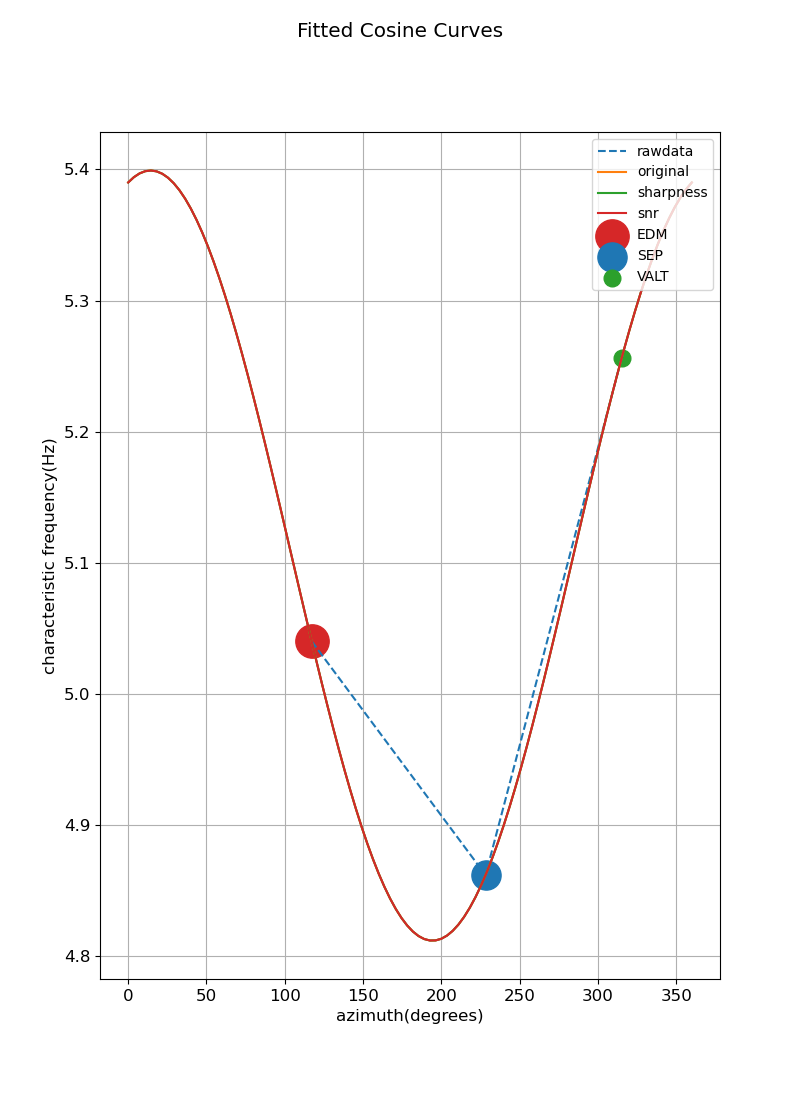 Fitted Cosine Curves
rawdata
original
sharpness
snr
EDM
SEP
VALT
5.4
5.3
5.2
5.1
5.0
4.9
4.8
characteristic frequency(Hz)
0 50 100 150 200 250 300 350
azimuth(degrees)